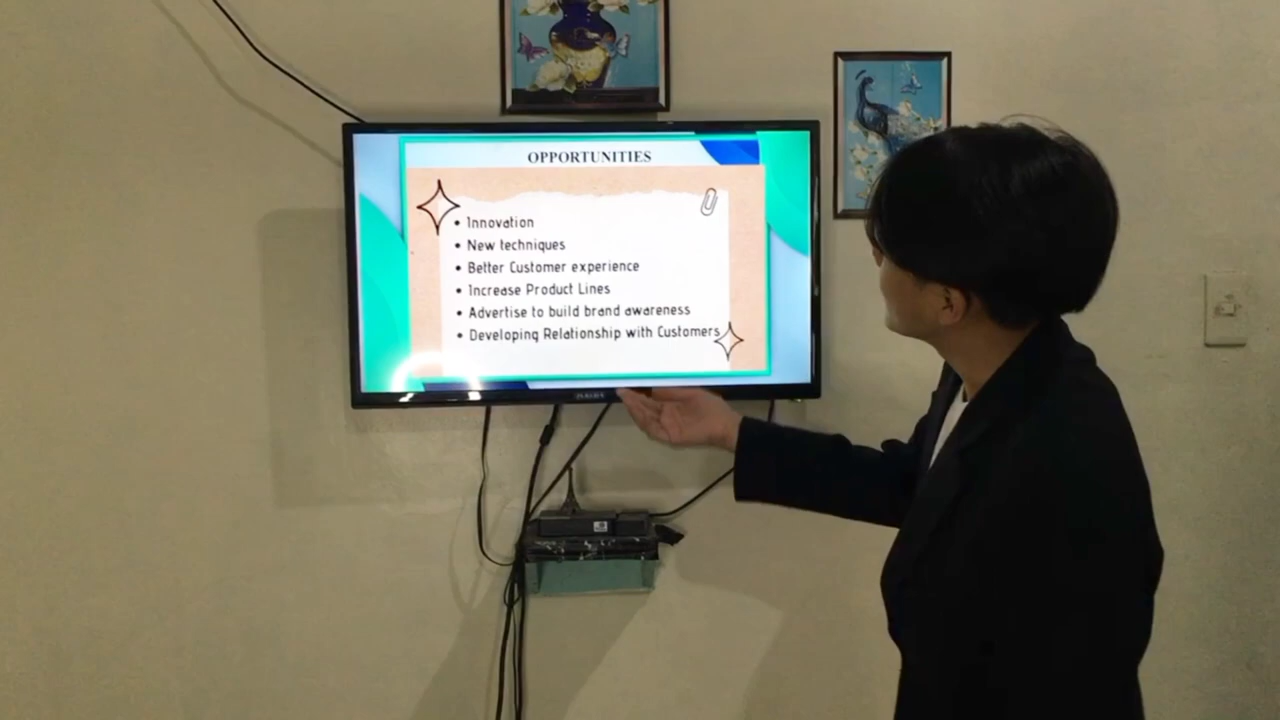 OPPORTUNITIES
• Innovation
• New techniques
• Better Customer experience
• Increase Product Lines
• Advertise to build brand awareness
• Developing Relationship with Customers